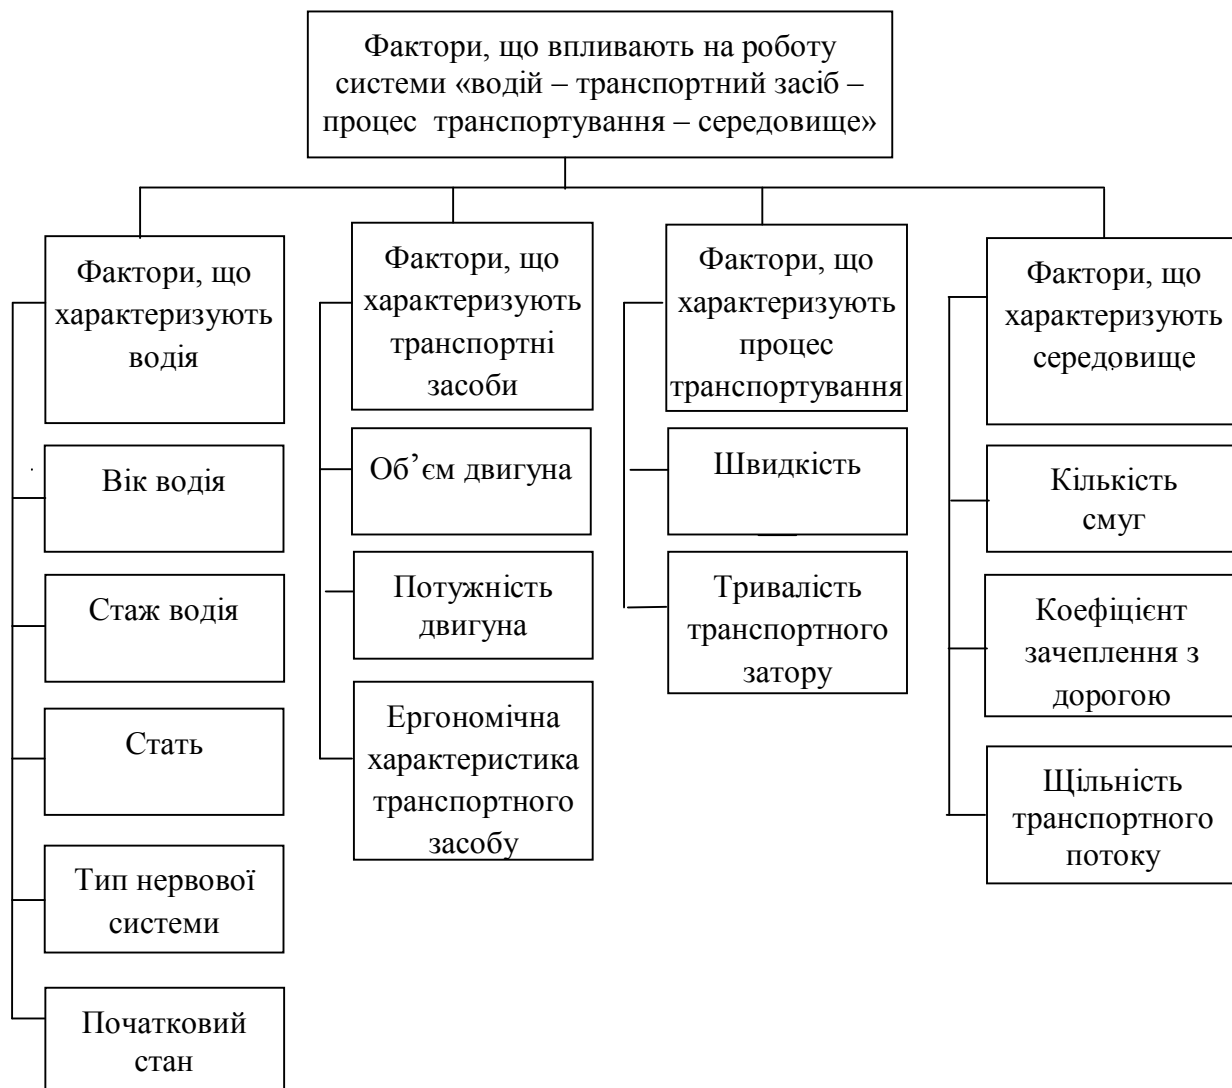 Фактори, що впливають на роботу
системи «водій – транспортний засіб –
процес транспортування – середовище»
Фактори, що
характеризують
водія
Вік водія
Стаж водія
Стать
Тип нервової
системи
Початковий
стан
Фактори, що
характеризують
транспортні
засоби
Об’єм двигуна
Потужність
двигуна
Ергономічна
характеристика
транспортного
засобу
Фактори, що
характеризують
процес
транспортування
Швидкість
Тривалість
транспортного
затору
Фактори, що
характеризують
середовище
Кількість
смуг
Коефіцієнт
зачеплення з
дорогою
Щільність
транспортного
потоку